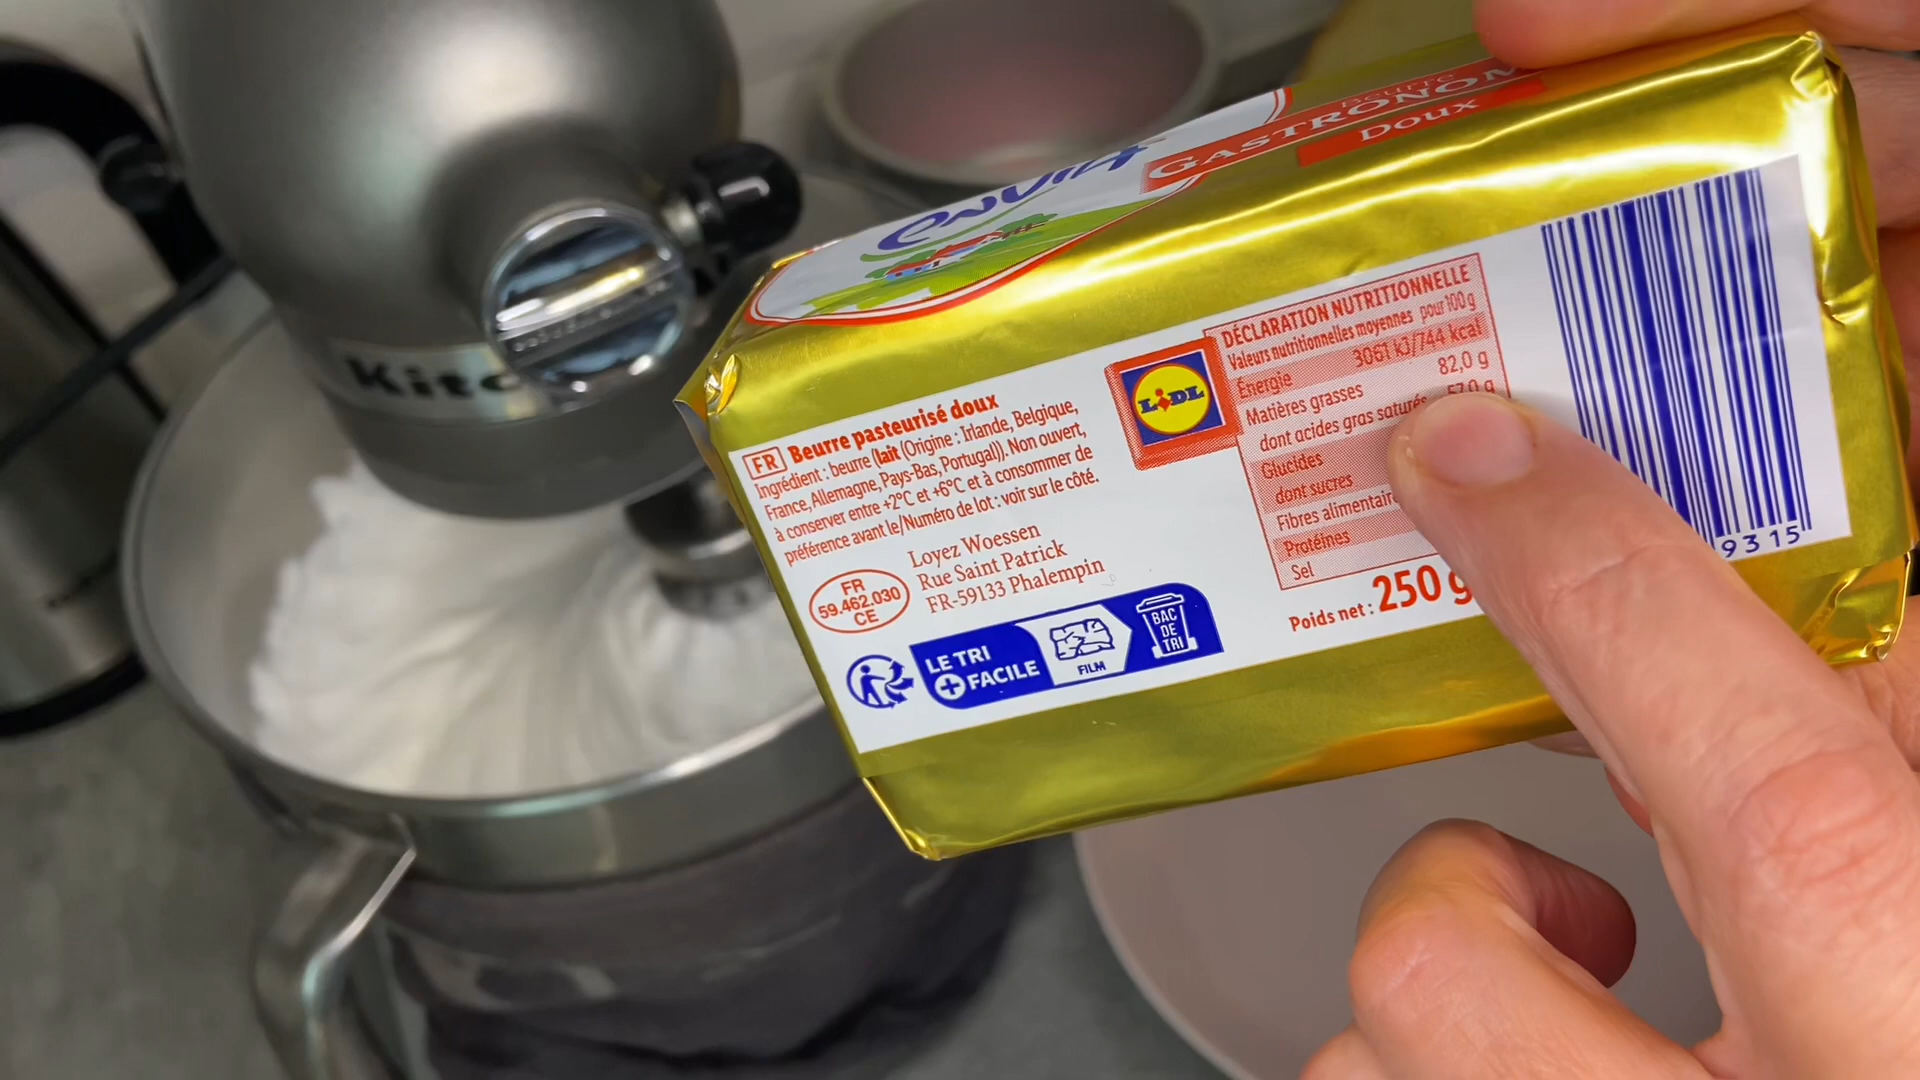 Kitc
envia
Beurre
GASTRONOM
DOUX
FR Beurre pasteurisé doux
Ingrédient : beurre (lait (Origine : Irlande, Belgique,
France, Allemagne, Pays-Bas, Portugal)). Non ouvert,
à conserver entre +2°C et +6°C et à consommer de
préférence avant le/Numéro de lot : voir sur le côté.
FR
59.462.030
CE
Loyez Woessen
Rue Saint Patrick
FR-59133 Phalempin
LE TRI
+ FACILE
FILM
BAC
DE
TRI
LIDL
DÉCLARATION NUTRITIONNELLE
Valeurs nutritionnelles moyennes pour 100 g
Énergie 3061 kJ/744 kcal
Matières grasses 82,0 g
dont acides gras saturés 57,0 g
Glucides
dont sucres
Fibres alimentair
Protéines
Sel
Poids net : 250 g
9315